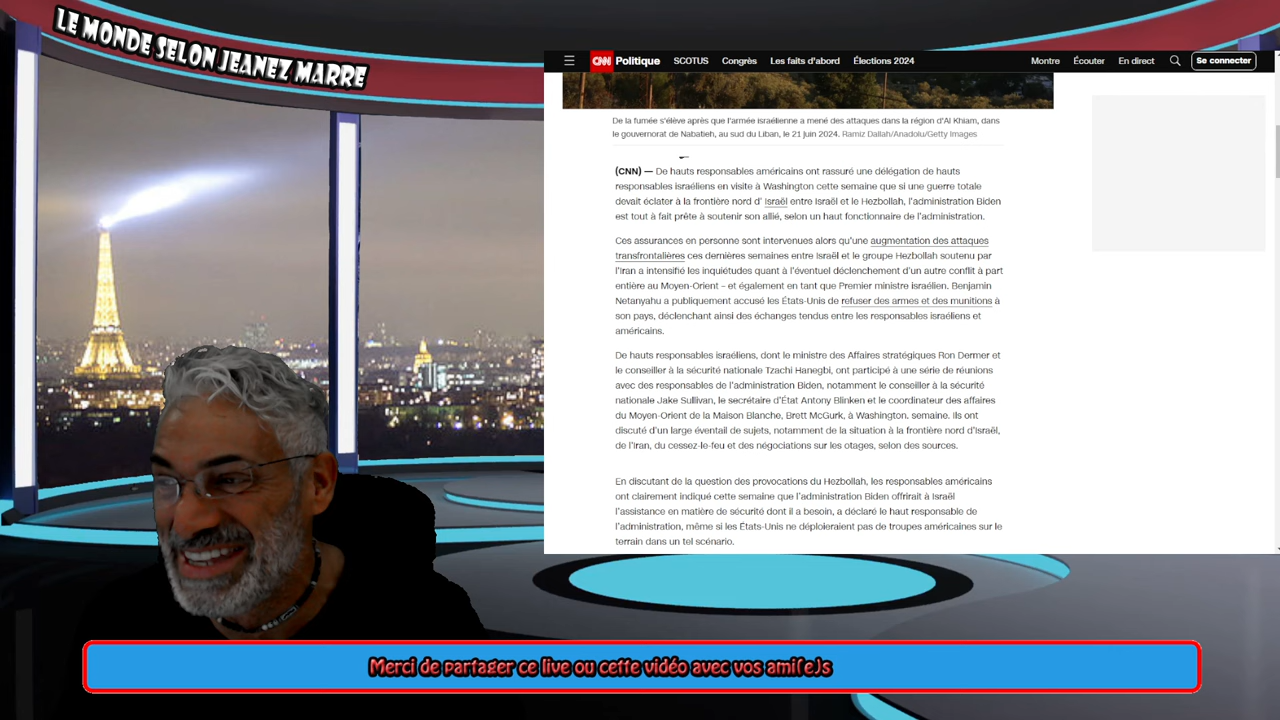 LE MONDE SELON JEANEZ MARRE
CNN Politique SCOTUS Congrès Les faits d'abord Élections 2024 Montre Écouter En direct Se connecter
De la fumée s'élève après que l'armée israélienne a mené des attaques dans la région d'Al Khiam, dans
le gouvernorat de Nabatieh, au sud du Liban, le 21 juin 2024. Ramiz Dallah/Anadolu/Getty Images
(CNN) — De hauts responsables américains ont rassuré une délégation de hauts
responsables israéliens en visite à Washington cette semaine que si une guerre totale
devait éclater à la frontière nord d' Israël entre Israël et le Hezbollah, l'administration Biden
est tout à fait prête à soutenir son allié, selon un haut fonctionnaire de l'administration.
Ces assurances en personne sont intervenues alors qu'une augmentation des attaques
transfrontalières ces dernières semaines entre Israël et le groupe Hezbollah soutenu par
l'Iran a intensifié les inquiétudes quant à l'éventuel déclenchement d'un autre conflit à part
entière au Moyen-Orient – et également en tant que Premier ministre israélien. Benjamin
Netanyahu a publiquement accusé les États-Unis de refuser des armes et des munitions à
son pays, déclenchant ainsi des échanges tendus entre les responsables israéliens et
américains.
De hauts responsables israéliens, dont le ministre des Affaires stratégiques Ron Dermer et
le conseiller à la sécurité nationale Tzachi Hanegbi, ont participé à une série de réunions
avec des responsables de l'administration Biden, notamment le conseiller à la sécurité
nationale Jake Sullivan, le secrétaire d'État Antony Blinken et le coordinateur des affaires
du Moyen-Orient de la Maison Blanche, Brett McGurk, à Washington. semaine. Ils ont
discuté d'un large éventail de sujets, notamment de la situation à la frontière nord d'Israël,
de l'Iran, du cessez-le-feu et des négociations sur les otages, selon des sources.
En discutant de la question des provocations du Hezbollah, les responsables américains
ont clairement indiqué cette semaine que l'administration Biden offrirait à Israël
l'assistance en matière de sécurité dont il a besoin, a déclaré le haut responsable de
l'administration, même si les États-Unis ne déploieraient pas de troupes américaines sur le
terrain dans un tel scénario.
Merci de partager ce live ou cette vidéo avec vos ami(e)s